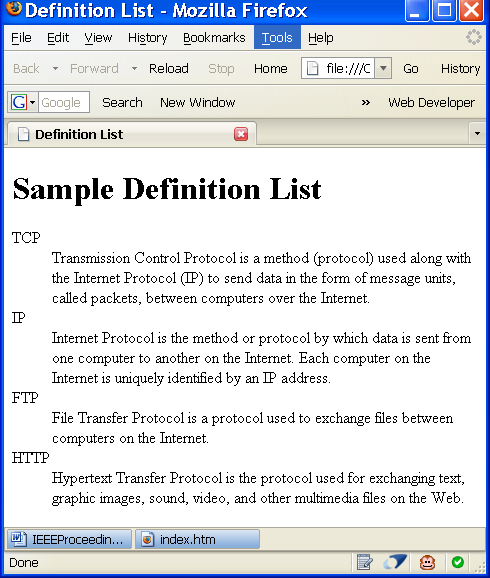 Definition List - Mozilla Firefox
File Edit View History Bookmarks Tools Help
Back Forward Reload Stop Home file:///C Go History
G Google Search New Window » Web Developer
Definition List
Sample Definition List
TCP
Transmission Control Protocol is a method (protocol) used along with
the Internet Protocol (IP) to send data in the form of message units,
called packets, between computers over the Internet.
IP
Internet Protocol is the method or protocol by which data is sent from
one computer to another on the Internet. Each computer on the
Internet is uniquely identified by an IP address.
FTP
File Transfer Protocol is a protocol used to exchange files between
computers on the Internet.
HTTP
Hypertext Transfer Protocol is the protocol used for exchanging text,
graphic images, sound, video, and other multimedia files on the Web.
IEEEProceedin... index.htm
Done